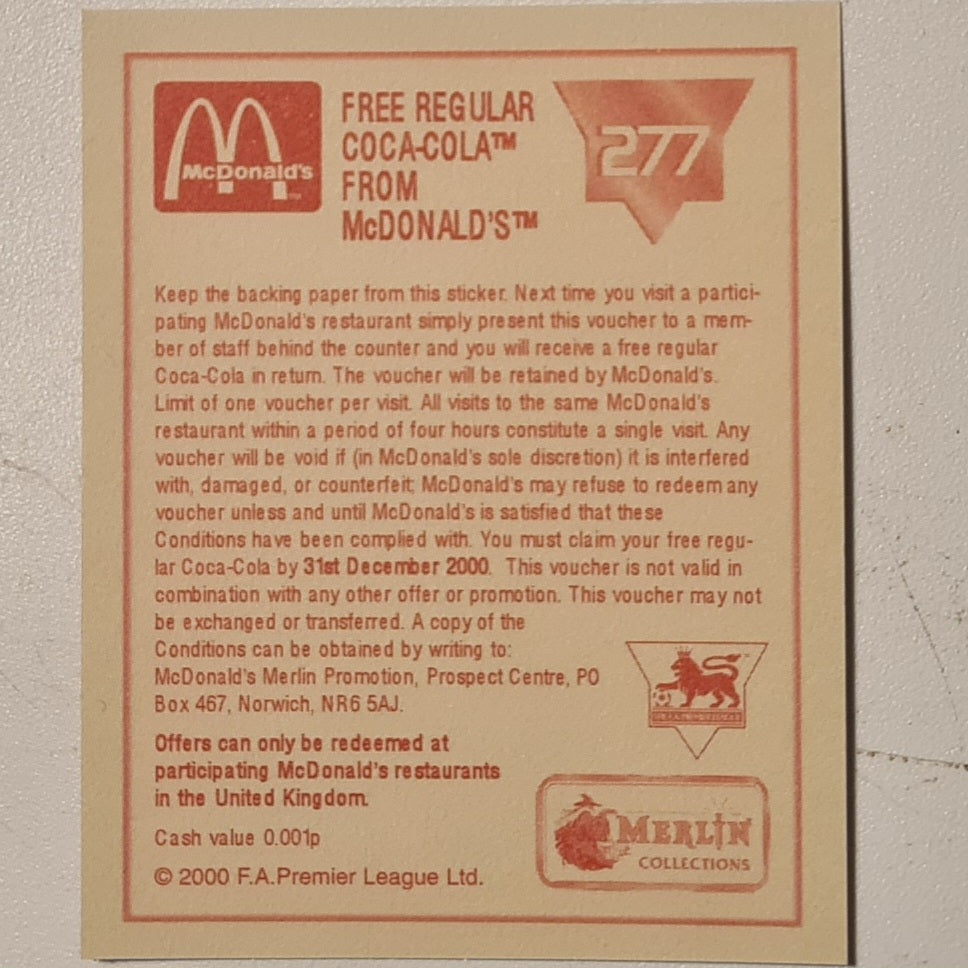 McDonald's
FREE REGULAR
COCA-COLA™
FROM
McDONALD'S™
277
Keep the backing paper from this sticker. Next time you visit a partici-
pating McDonald's restaurant simply present this voucher to a mem-
ber of staff behind the counter and you will receive a free regular
Coca-Cola in return. The voucher will be retained by McDonald's.
Limit of one voucher per visit. All visits to the same McDonald's
restaurant within a period of four hours constitute a single visit. Any
voucher will be void if (in McDonald's sole discretion) it is interfered
with, damaged, or counterfeit; McDonald's may refuse to redeem any
voucher unless and until McDonald's is satisfied that these
Conditions have been complied with. You must claim your free regu-
lar Coca-Cola by 31st December 2000. This voucher is not valid in
combination with any other offer or promotion. This voucher may not
be exchanged or transferred. A copy of the
Conditions can be obtained by writing to:
McDonald's Merlin Promotion, Prospect Centre, PO
Box 467, Norwich, NR6 5AJ.
Offers can only be redeemed at
participating McDonald's restaurants
in the United Kingdom.
Cash value 0.001p
© 2000 F.A.Premier League Ltd.
MERLIN
COLLECTIONS